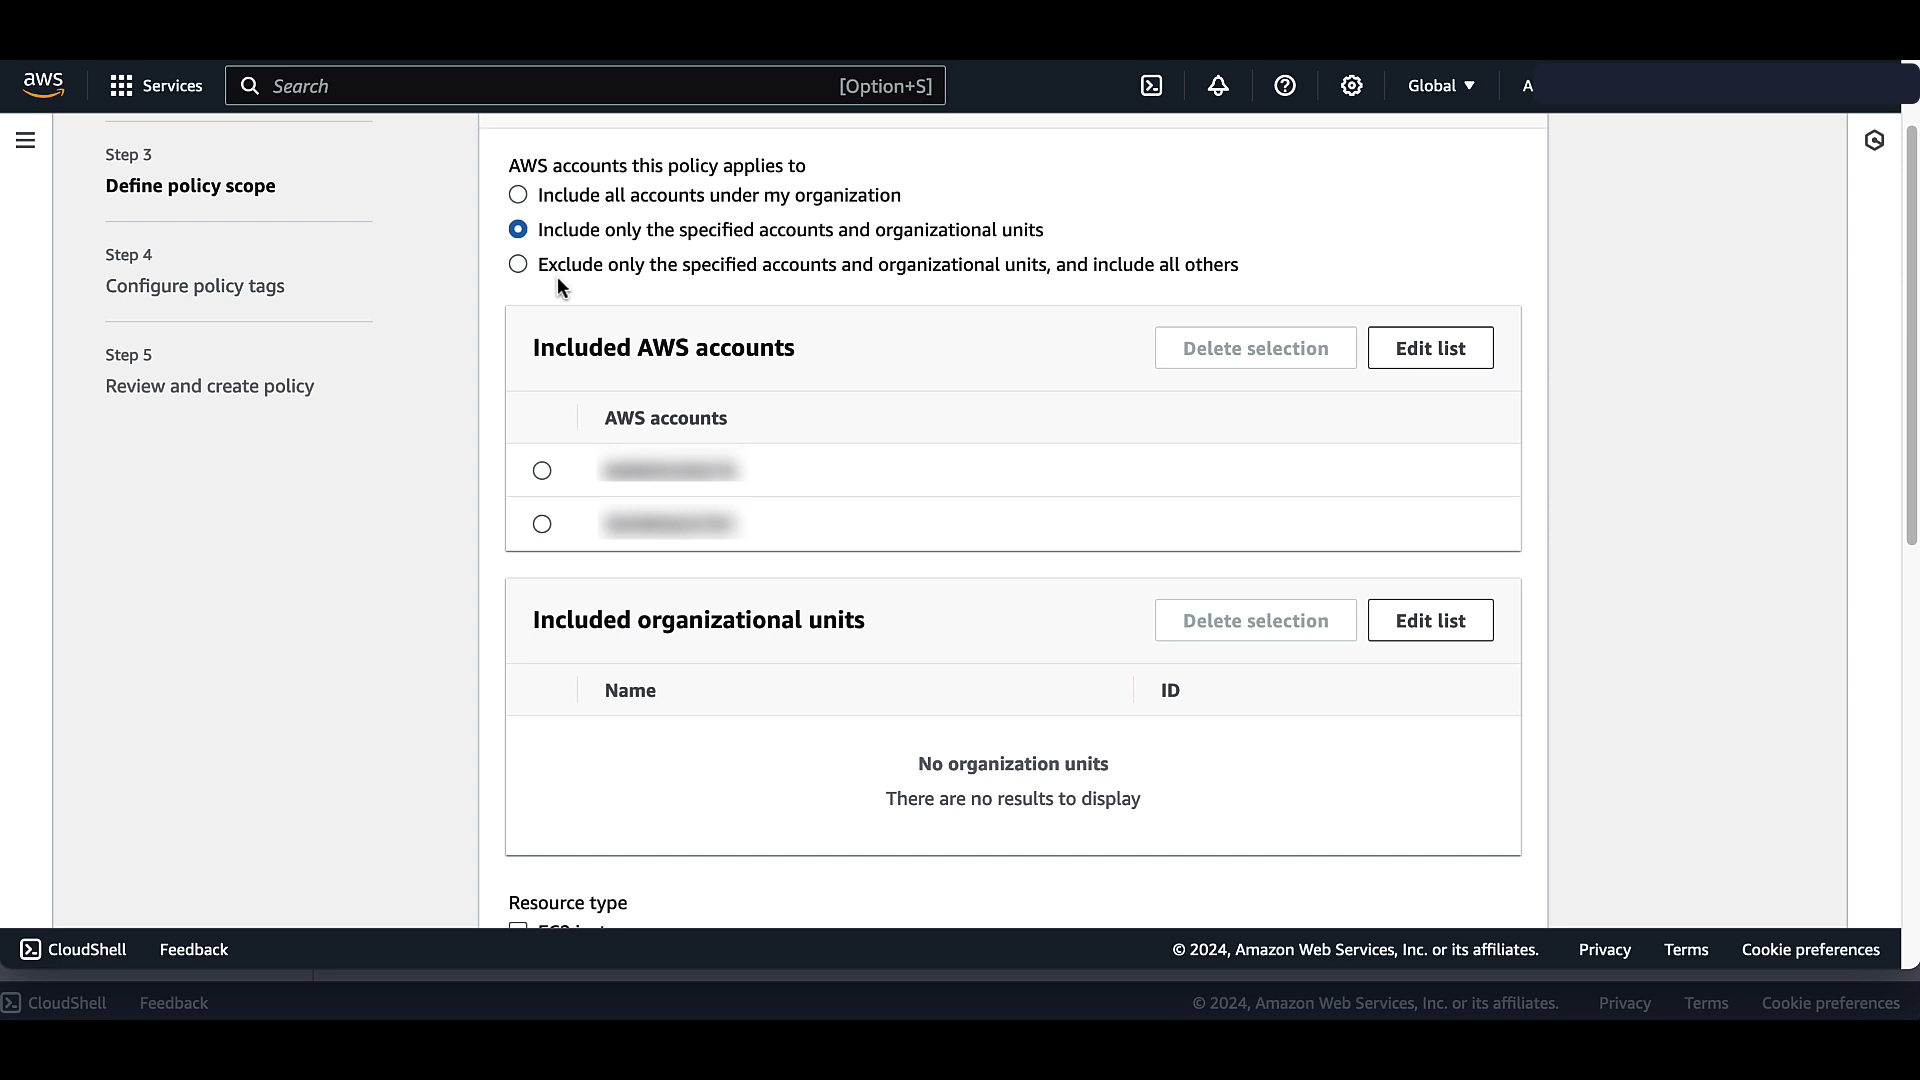 aws Services Search [Option+S] Global A
Step 3
Define policy scope
Step 4
Configure policy tags
Step 5
Review and create policy
AWS accounts this policy applies to
Include all accounts under my organization
Include only the specified accounts and organizational units
Exclude only the specified accounts and organizational units, and include all others
Included AWS accounts Delete selection Edit list
AWS accounts
Included organizational units Delete selection Edit list
Name ID
No organization units
There are no results to display
Resource type
CloudShell Feedback © 2024, Amazon Web Services, Inc. or its affiliates. Privacy Terms Cookie preferences
CloudShell Feedback © 2024, Amazon Web Services, Inc. or its affiliates. Privacy Terms Cookie preferences